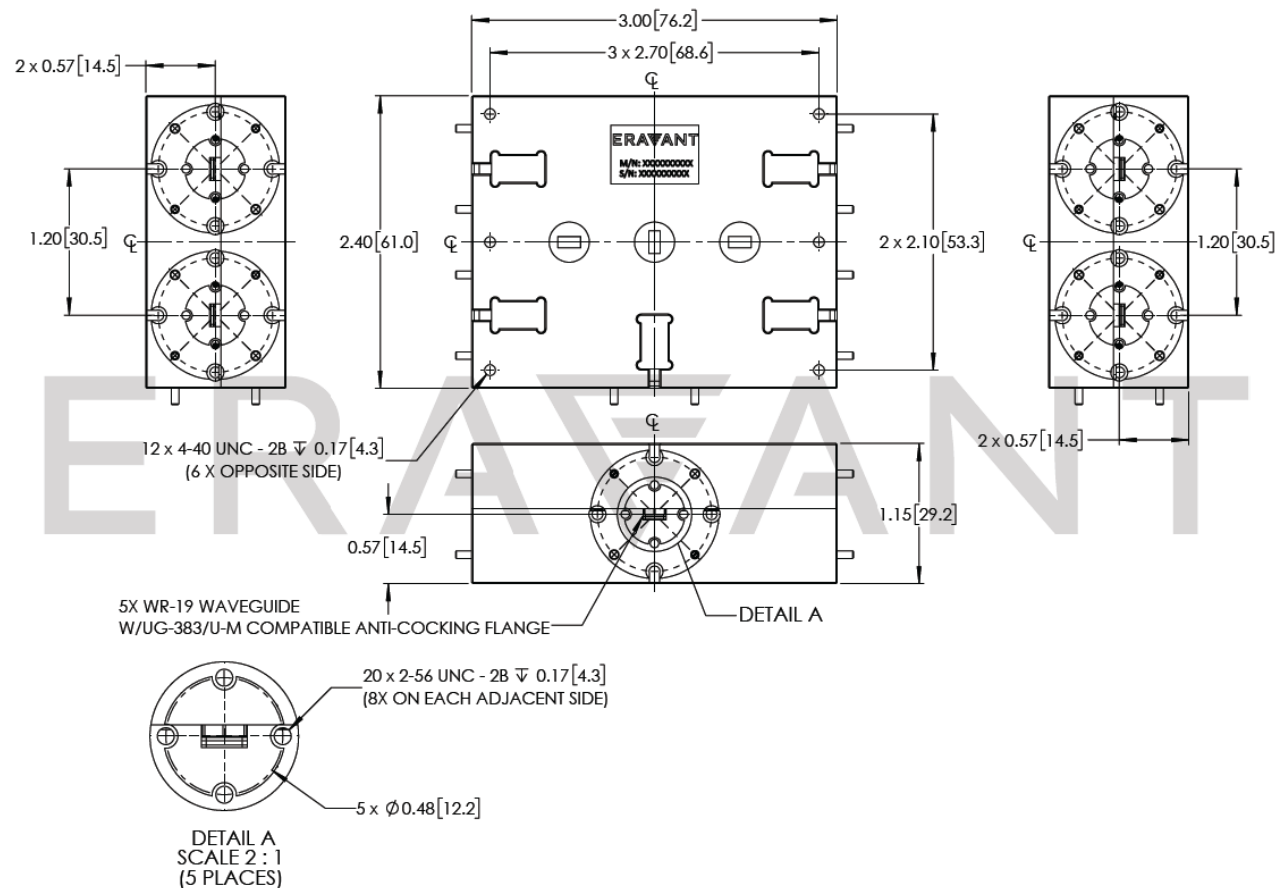 3.00[76.2]
3 x 2.70[68.6]
2 x 0.57[14.5]
℄
ERAVANT
M/N: XXXXXXXXXX
S/N: XXXXXXXXXX
1.20[30.5]
℄
2.40[61.0]
℄
2 x 2.10[53.3]
℄
1.20[30.5]
ERAVANT
12 x 4-40 UNC - 2B ↧ 0.17[4.3]
(6 X OPPOSITE SIDE)
℄
2 x 0.57[14.5]
0.57[14.5]
1.15[29.2]
5X WR-19 WAVEGUIDE
W/UG-383/U-M COMPATIBLE ANTI-COCKING FLANGE
DETAIL A
20 x 2-56 UNC - 2B ↧ 0.17[4.3]
(8X ON EACH ADJACENT SIDE)
5 x ∅0.48[12.2]
DETAIL A
SCALE 2 : 1
(5 PLACES)